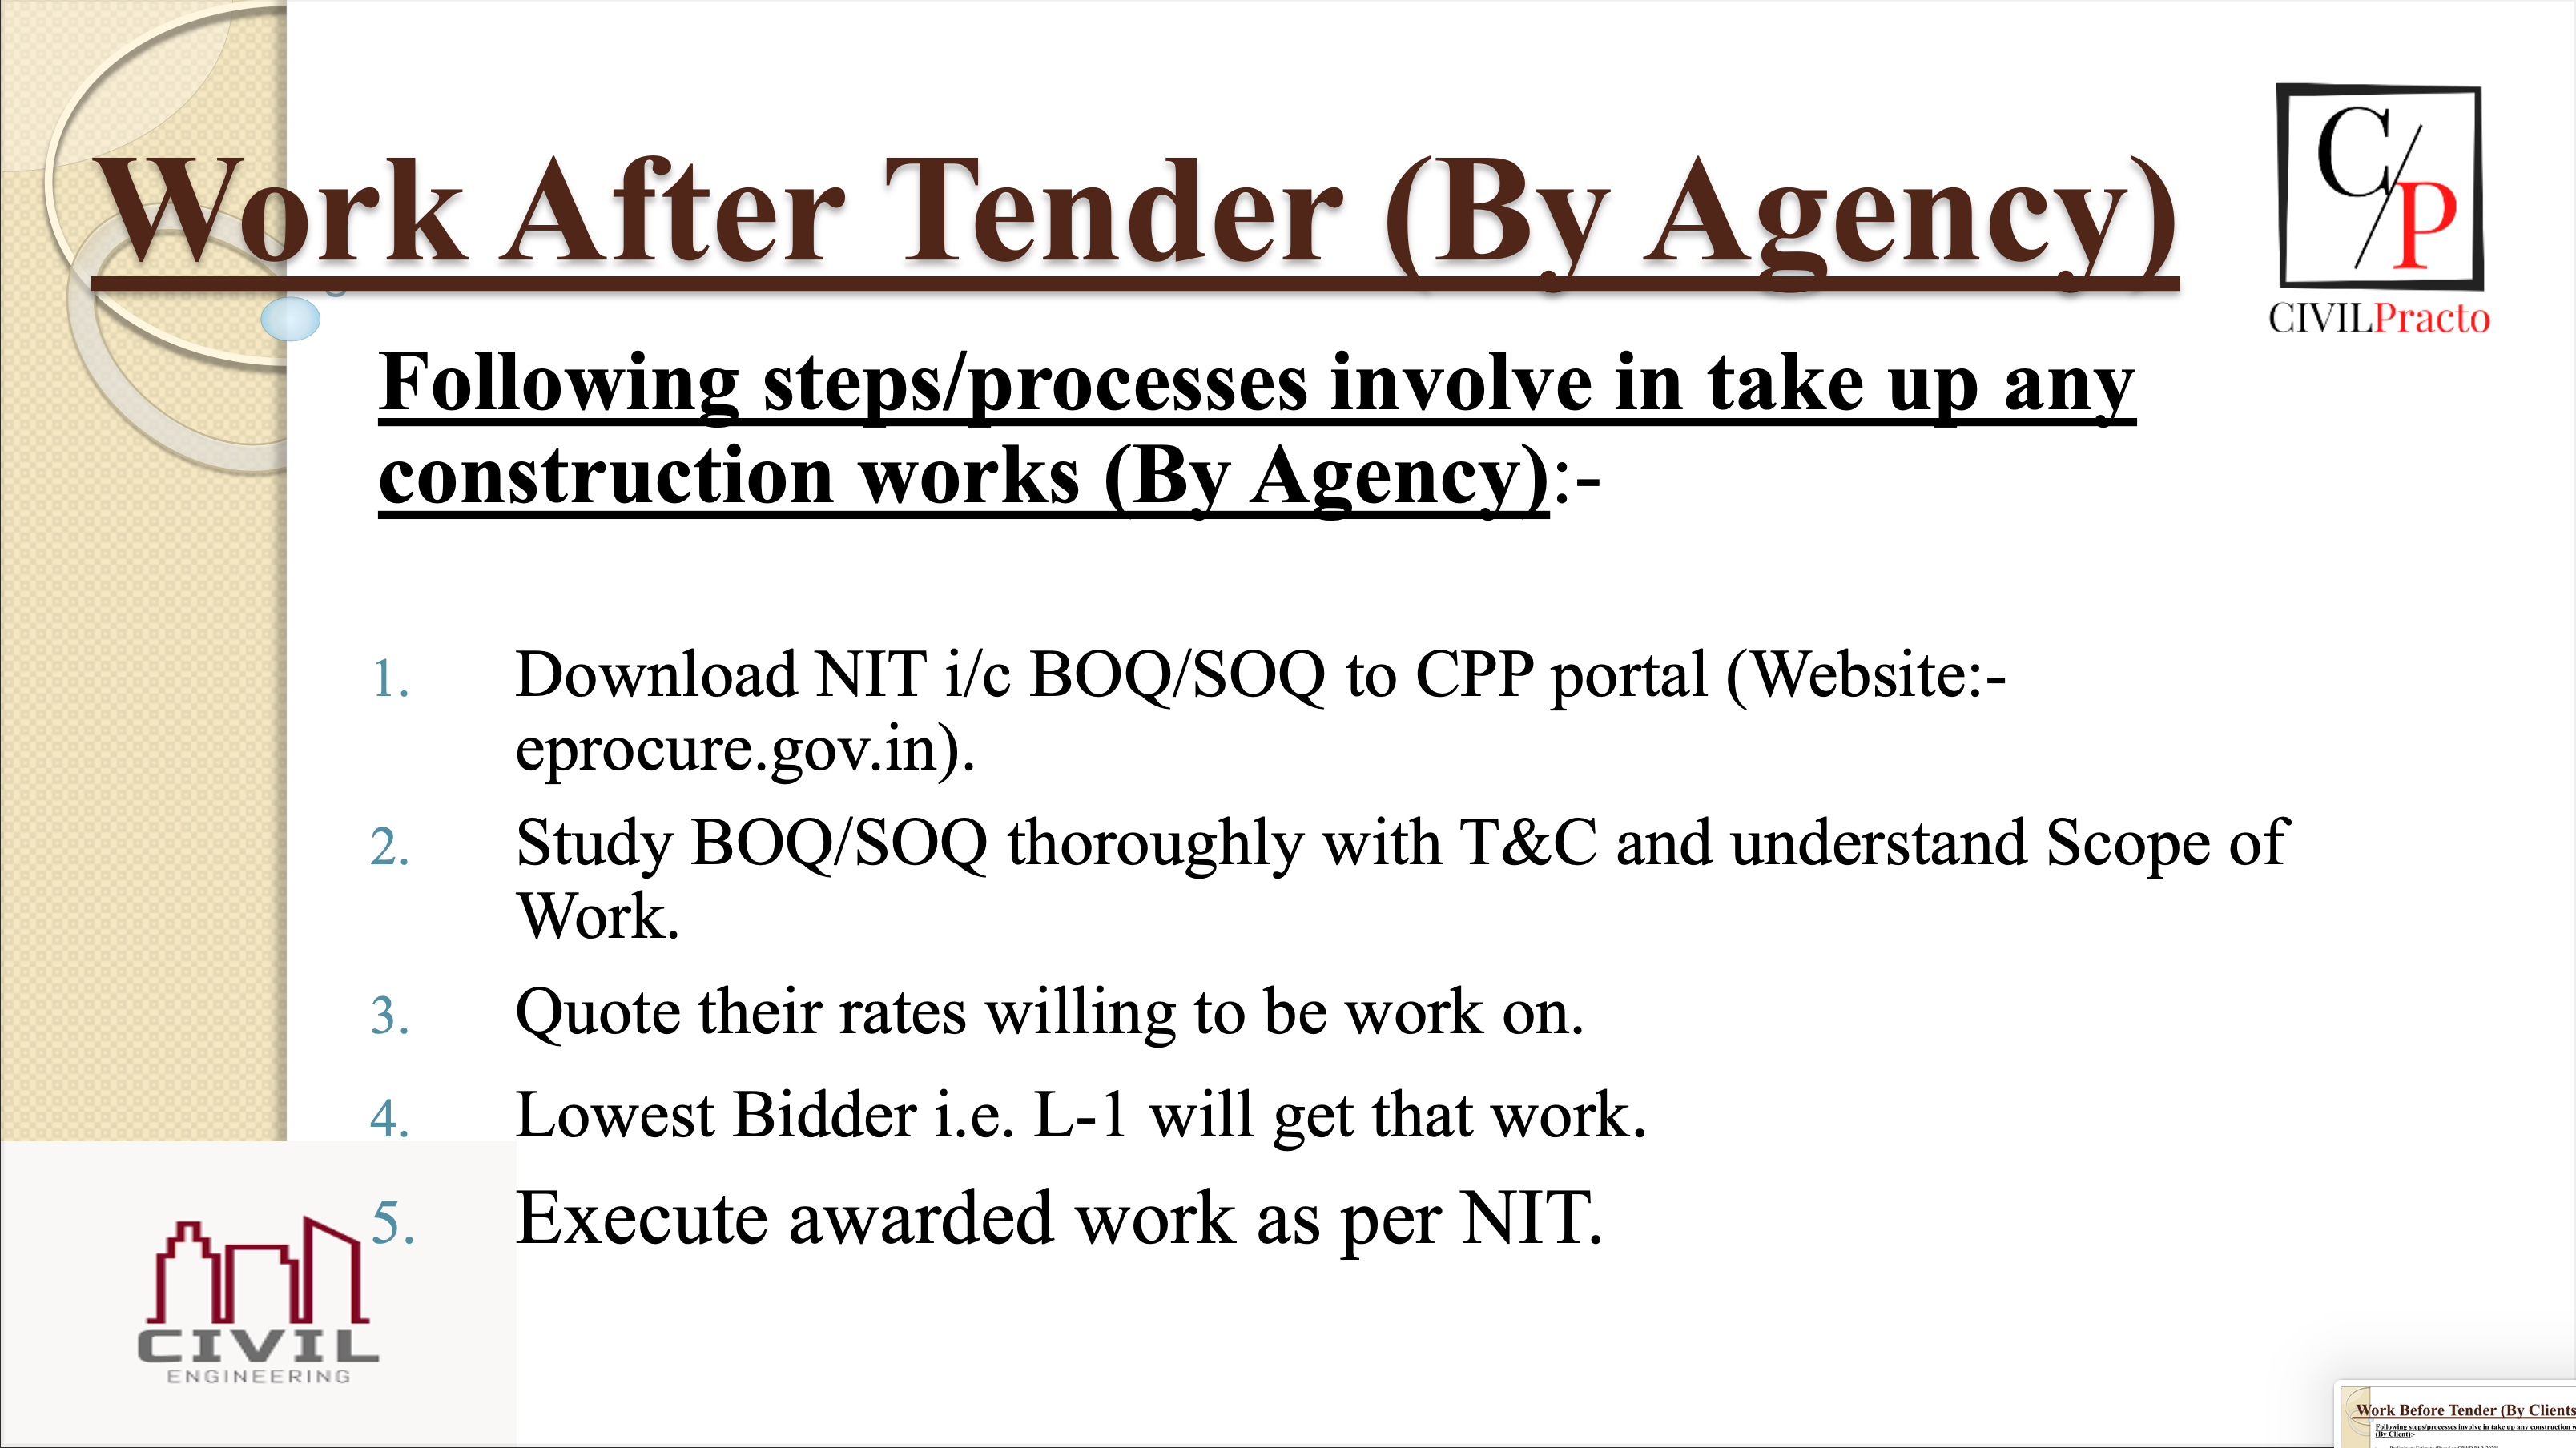 Work After Tender (By Agency)
C/P
CIVILPracto
Following steps/processes involve in take up any
construction works (By Agency):-
1. Download NIT i/c BOQ/SOQ to CPP portal (Website:-
eprocure.gov.in).
2. Study BOQ/SOQ thoroughly with T&C and understand Scope of
Work.
3. Quote their rates willing to be work on.
4. Lowest Bidder i.e. L-1 will get that work.
5. Execute awarded work as per NIT.
CIVIL
ENGINEERING
Work Before Tender (By Clients
Following steps/processes involve in take up any construction w
(By Client):-